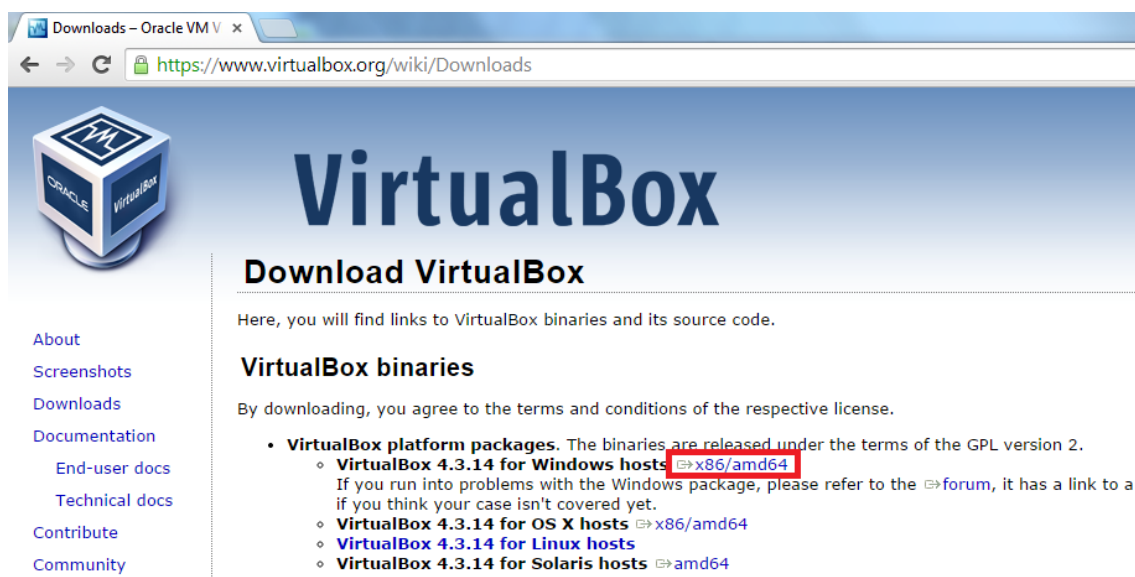 Downloads – Oracle VM V
https://www.virtualbox.org/wiki/Downloads
ORACLE
VirtualBox
VirtualBox
Download VirtualBox
Here, you will find links to VirtualBox binaries and its source code.
About
Screenshots
Downloads
Documentation
End-user docs
Technical docs
Contribute
Community
VirtualBox binaries
By downloading, you agree to the terms and conditions of the respective license.
• VirtualBox platform packages. The binaries are released under the terms of the GPL version 2.
VirtualBox 4.3.14 for Windows hosts x86/amd64
If you run into problems with the Windows package, please refer to the forum, it has a link to a
if you think your case isn't covered yet.
VirtualBox 4.3.14 for OS X hosts x86/amd64
VirtualBox 4.3.14 for Linux hosts
VirtualBox 4.3.14 for Solaris hosts amd64